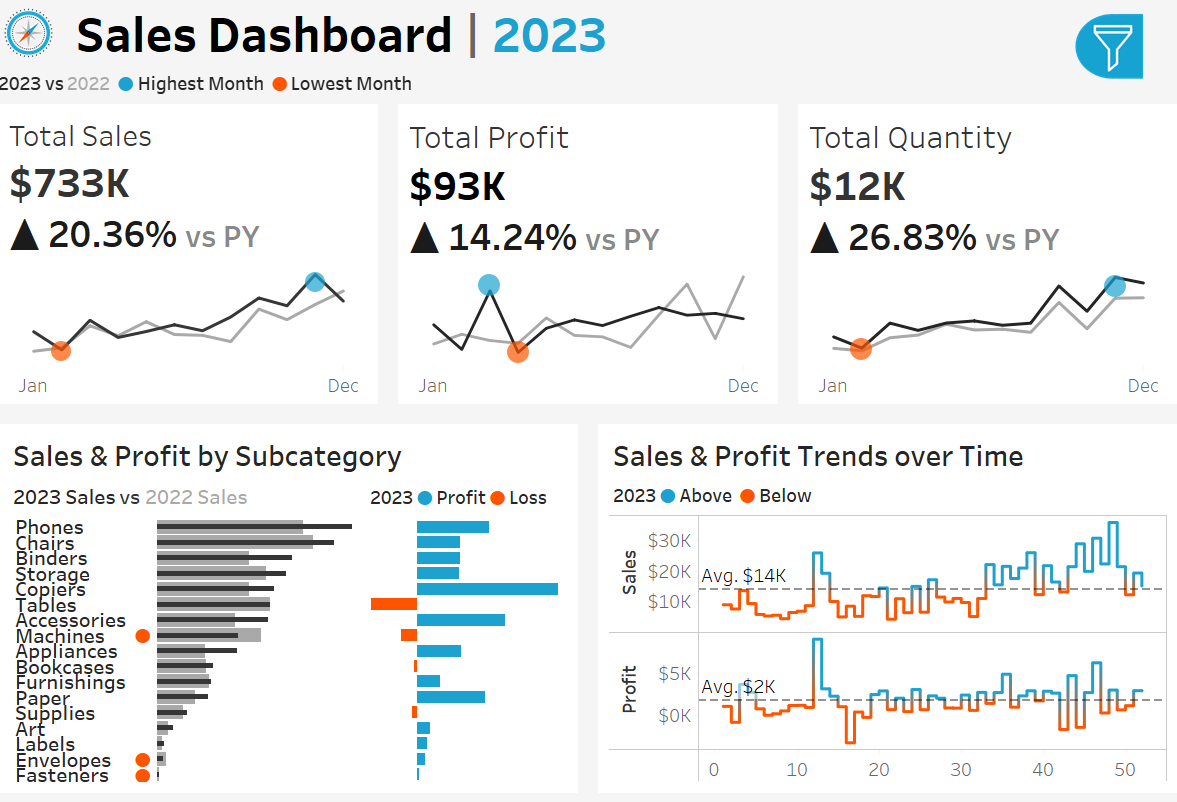 Sales Dashboard | 2023
2023 vs 2022 Highest Month Lowest Month
Total Sales
$733K
▲ 20.36% vs PY
Jan Dec
Total Profit
$93K
▲ 14.24% vs PY
Jan Dec
Total Quantity
$12K
▲ 26.83% vs PY
Jan Dec
Sales & Profit by Subcategory
2023 Sales vs 2022 Sales
2023 Profit Loss
Phones
Chairs
Binders
Storage
Copiers
Tables
Accessories
Machines
Appliances
Bookcases
Furnishings
Paper
Supplies
Art
Labels
Envelopes
Fasteners
Sales & Profit Trends over Time
2023 Above Below
Sales
$30K
$20K
$10K
Avg. $14K
Profit
$5K
$0K
Avg. $2K
0 10 20 30 40 50